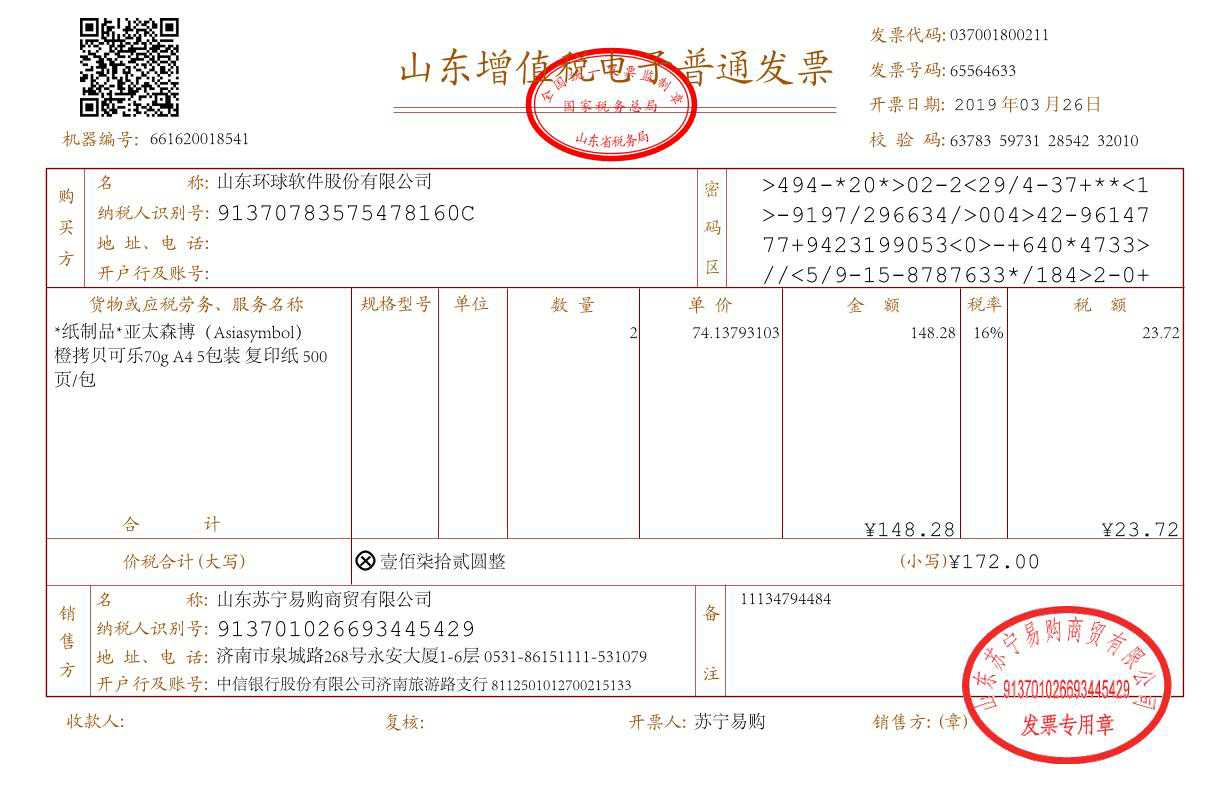 山东增值税电子普通发票
全国统一发票监制章
国家税务总局
山东省税务局
发票代码: 037001800211
发票号码: 65564633
开票日期: 2019年03月26日
机器编号: 661620018541
校 验 码: 63783 59731 28542 32010
购买方
名 称: 山东环球软件股份有限公司
纳税人识别号: 91370783575478160C
地 址、电 话:
开户行及账号:
密码区
>494-*20*>02-2<29/4-37+**<1
>-9197/296634/>004>42-96147
77+9423199053<0>-+640*4733>
//<5/9-15-8787633*/184>2-0+
货物或应税劳务、服务名称 规格型号 单位 数 量 单 价 金 额 税率 税 额
*纸制品*亚太森博（Asiasymbol） 2 74.13793103 148.28 16% 23.72
橙拷贝可乐70g A4 5包装 复印纸 500
页/包
合 计 ¥148.28 ¥23.72
价税合计(大写) ⊗壹佰柒拾贰圆整 (小写)¥172.00
销售方
名 称: 山东苏宁易购商贸有限公司
纳税人识别号: 913701026693445429
地 址、电 话: 济南市泉城路268号永安大厦1-6层 0531-86151111-531079
开户行及账号: 中信银行股份有限公司济南旅游路支行 8112501012700215133
备注
11134794484
收款人: 复核: 开票人: 苏宁易购 销售方: (章)
山东苏宁易购商贸有限公司
913701026693445429
发票专用章